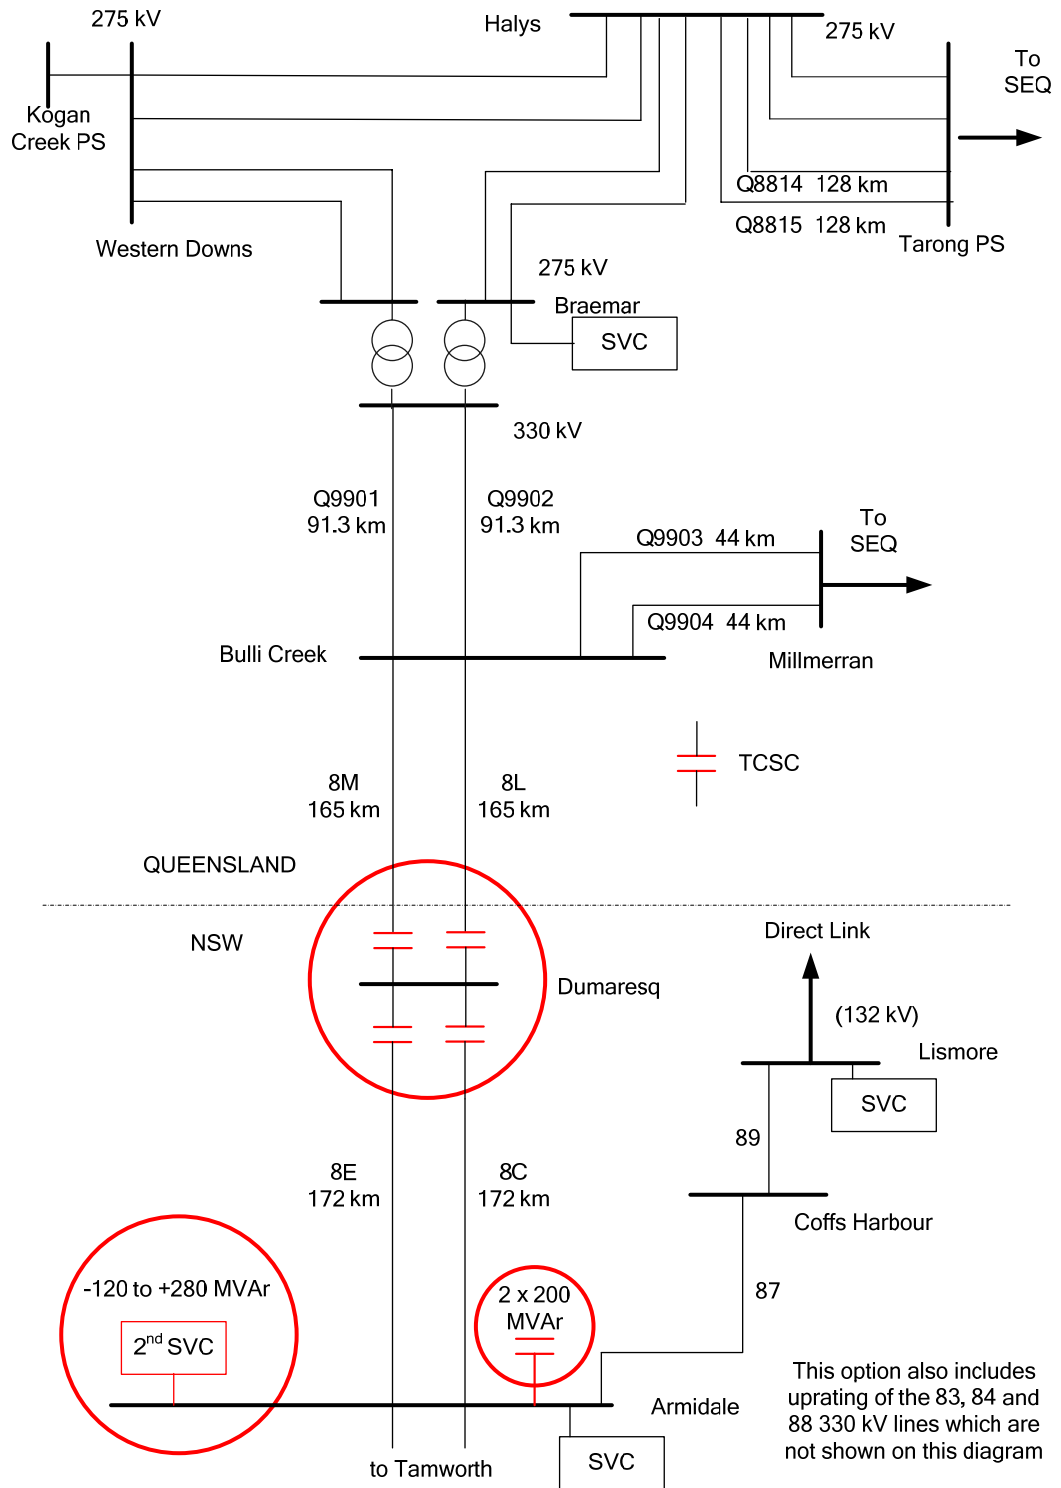 275 kV
Halys
275 kV
To
SEQ
Kogan
Creek PS
Q8814 128 km
Q8815 128 km
Western Downs
Tarong PS
275 kV
Braemar
SVC
330 kV
Q9901
91.3 km
Q9902
91.3 km
To
SEQ
Q9903 44 km
Q9904 44 km
Bulli Creek
Millmerran
TCSC
8M
165 km
8L
165 km
QUEENSLAND
NSW
Direct Link
Dumaresq
(132 kV)
Lismore
SVC
89
8E
172 km
8C
172 km
Coffs Harbour
-120 to +280 MVAr
2nd SVC
2 x 200
MVAr
87
This option also includes
uprating of the 83, 84 and
88 330 kV lines which are
not shown on this diagram
Armidale
SVC
to Tamworth